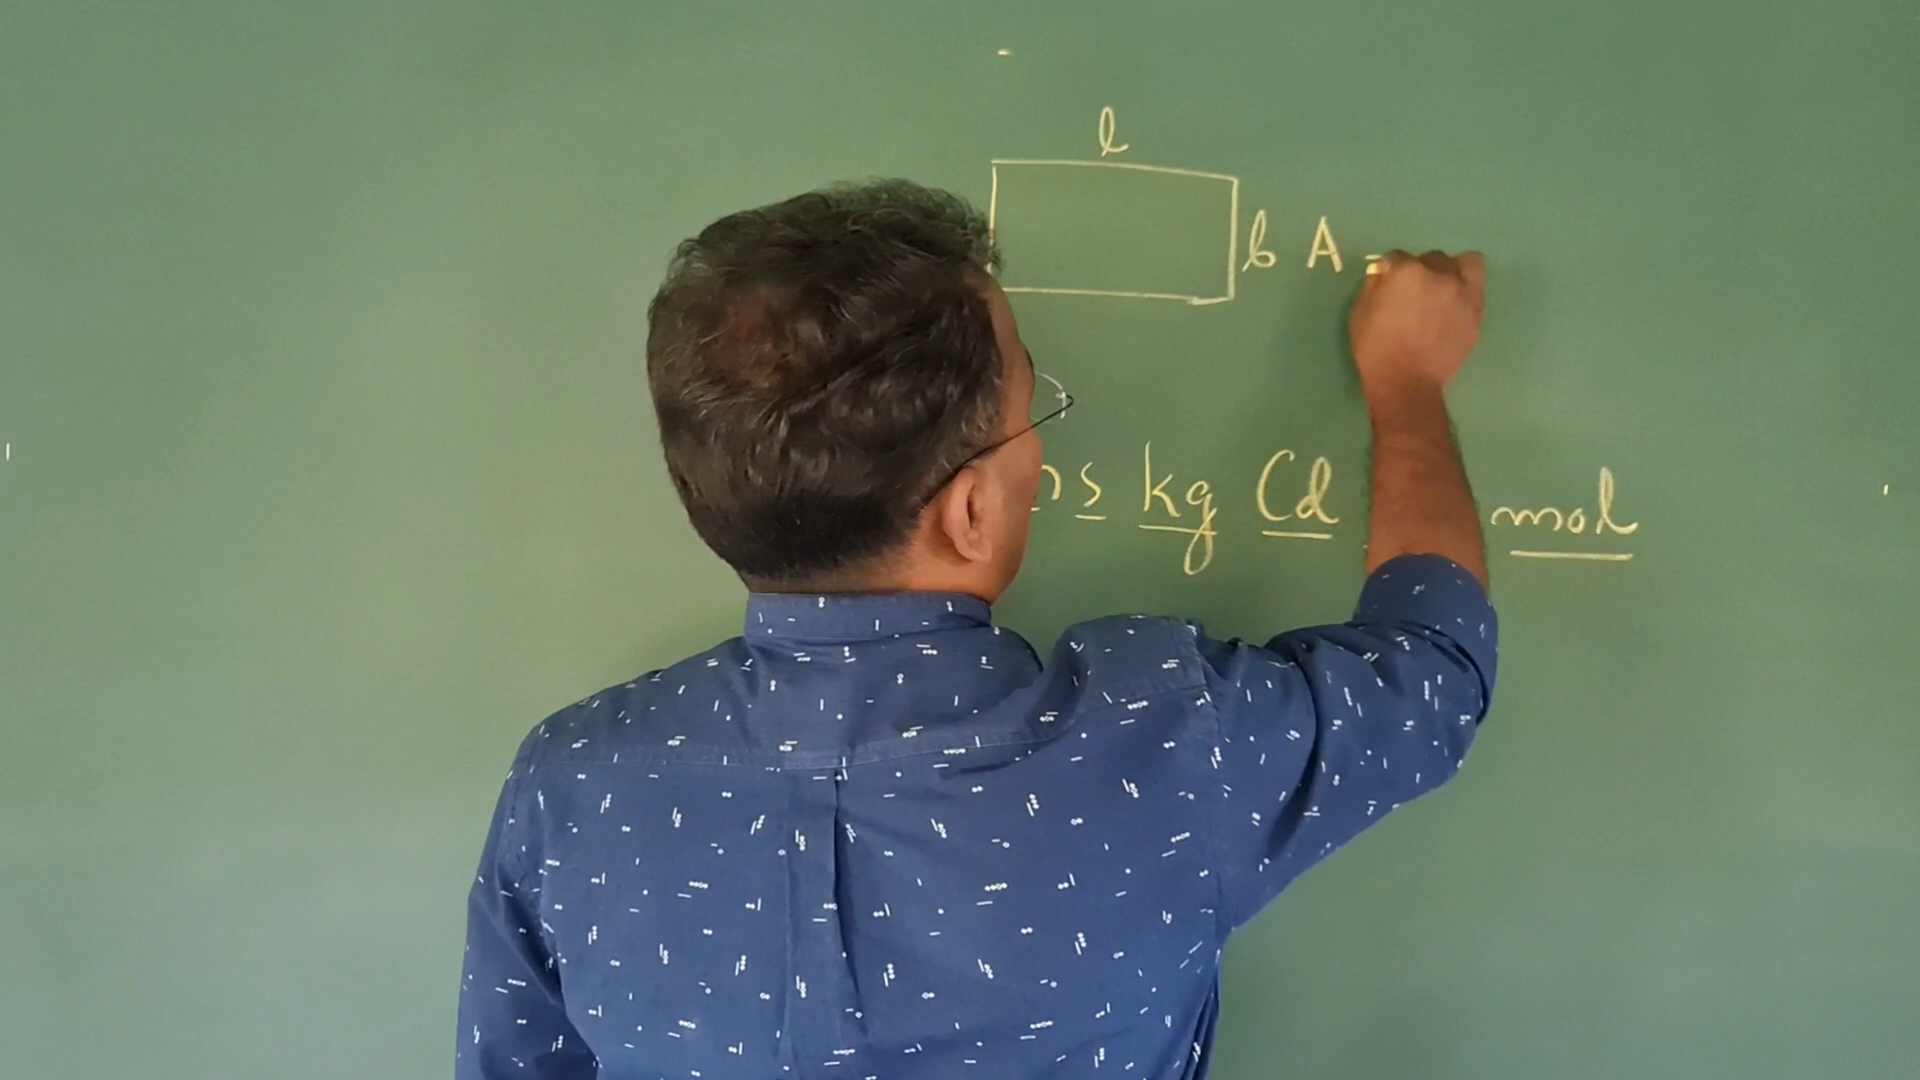 l
b A =
s kg Cd mol